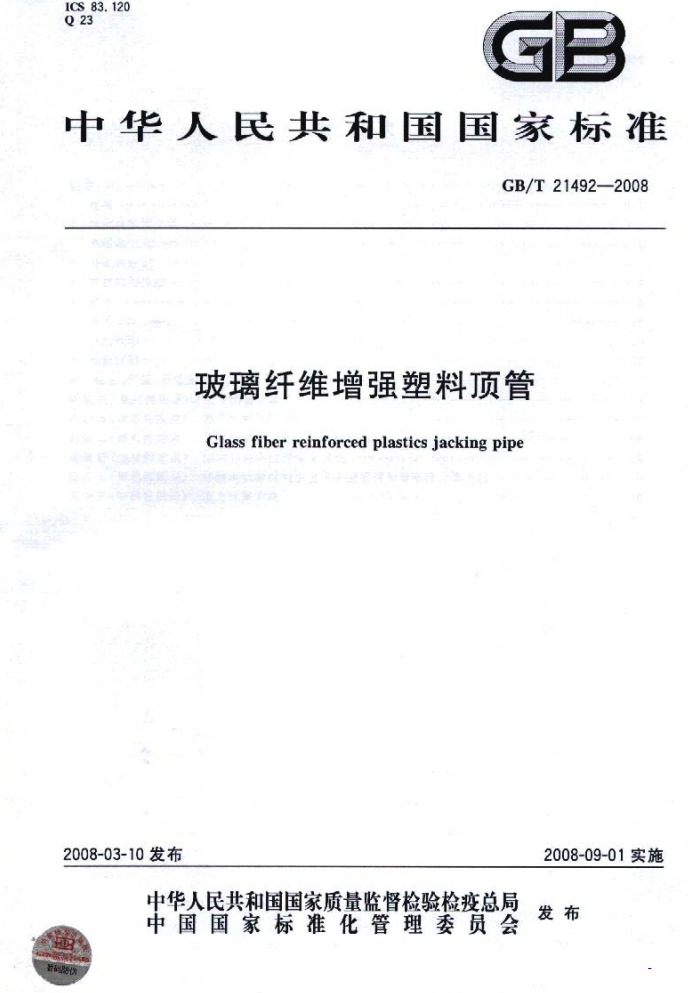 ICS 83.120
Q 23
GB
中华人民共和国国家标准
GB/T 21492—2008
玻璃纤维增强塑料顶管
Glass fiber reinforced plastics jacking pipe
2008-03-10 发布
2008-09-01 实施
中华人民共和国国家质量监督检验检疫总局
中国国家标准化管理委员会
发布
数码防伪